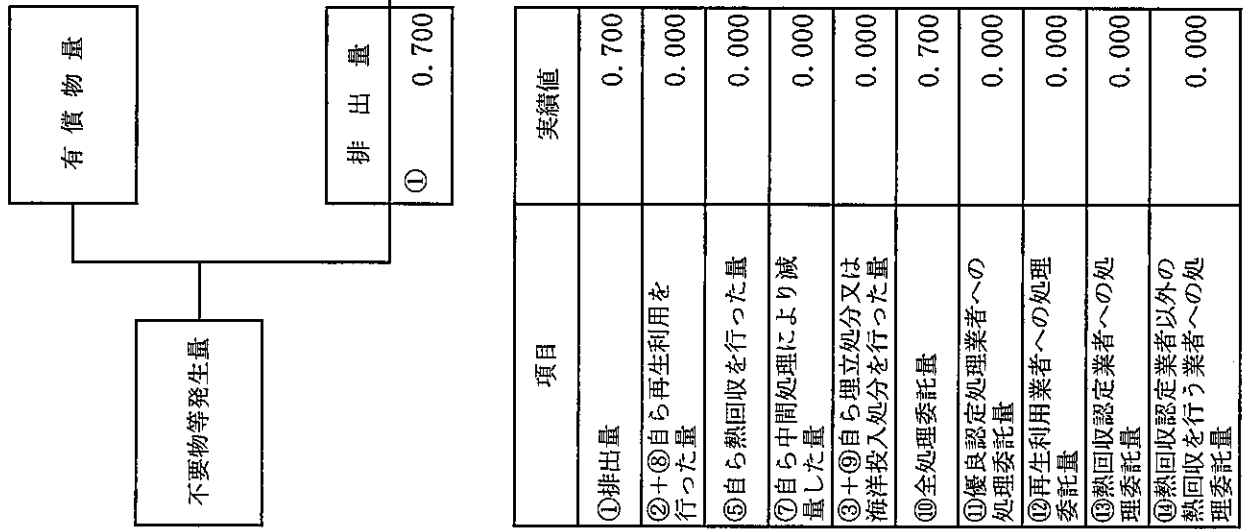 不要物等発生量
有償物量
排出量
① 0.700
項目 実績値
①排出量 0.700
②+⑧自ら再生利用を
行った量 0.000
⑤自ら熱回収を行った量 0.000
⑦自ら中間処理により減
量した量 0.000
③+⑨自ら埋立処分又は
海洋投入処分を行った量 0.000
⑩全処理委託量 0.700
⑪優良認定処理業者への
処理委託量 0.000
⑫再生利用業者への処理
委託量 0.000
⑬熱回収認定業者への処
理委託量 0.000
⑭熱回収認定業者以外の
熱回収を行う業者への処
理委託量 0.000